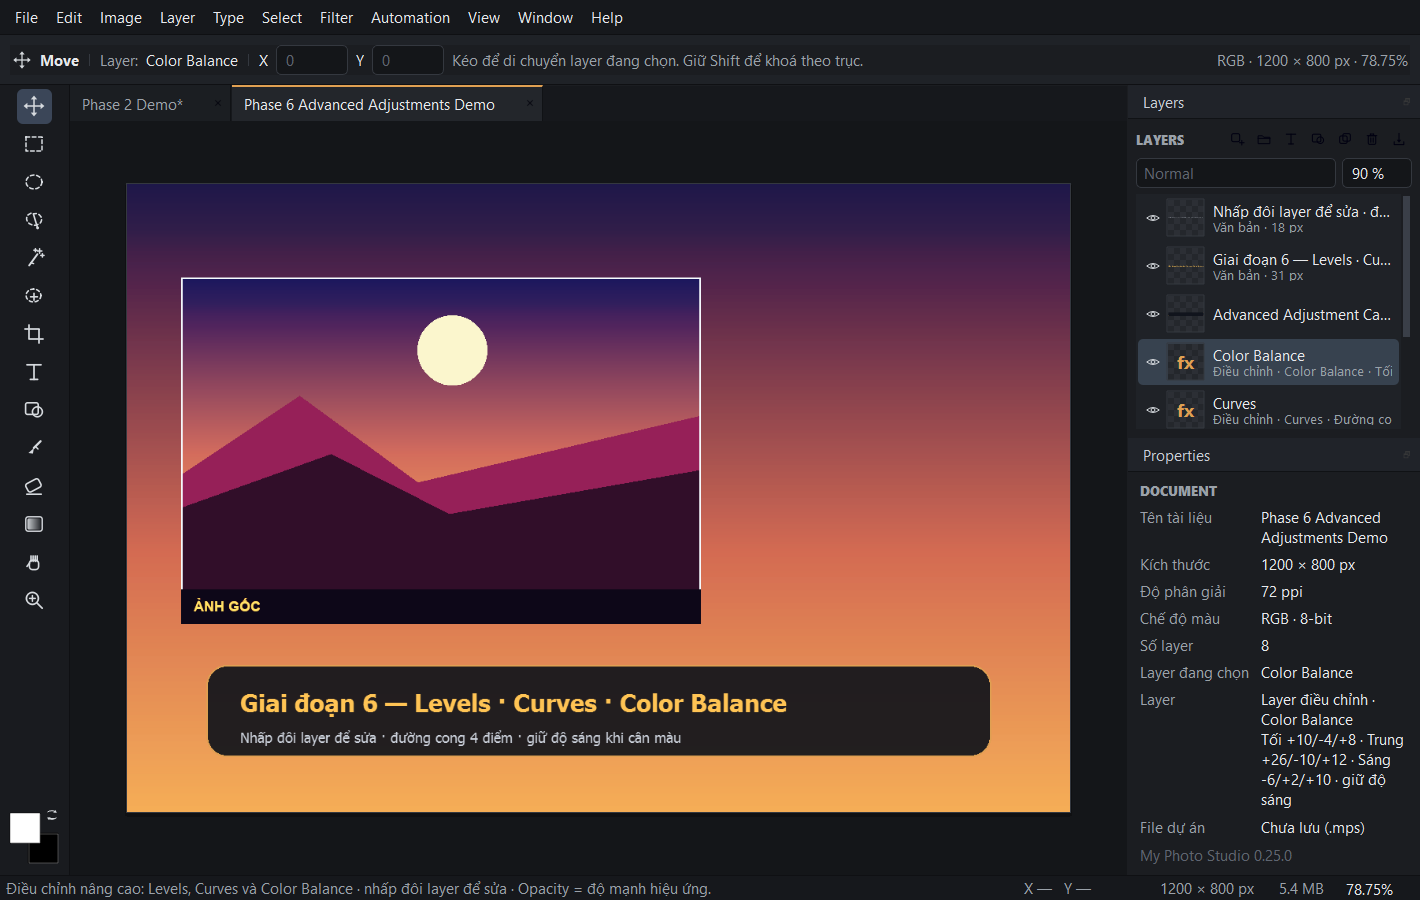 File Edit Image Layer Type Select Filter Automation View Window Help
Move Layer: Color Balance X 0 Y 0 Kéo để di chuyển layer đang chọn. Giữ Shift để khoá theo trục. RGB · 1200 × 800 px · 78.75%
Phase 2 Demo* × Phase 6 Advanced Adjustments Demo ×
Layers
LAYERS
Normal 90 %
Nhấp đôi layer để sửa · đ...
Văn bản · 18 px
Giai đoạn 6 — Levels · Cu...
Văn bản · 31 px
Advanced Adjustment Ca...
fx Color Balance
Điều chỉnh · Color Balance · Tối
fx Curves
Điều chỉnh · Curves · Đường co
ẢNH GỐC
Giai đoạn 6 — Levels · Curves · Color Balance
Nhấp đôi layer để sửa · đường cong 4 điểm · giữ độ sáng khi cân màu
Properties
DOCUMENT
Tên tài liệu Phase 6 Advanced
Adjustments Demo
Kích thước 1200 × 800 px
Độ phân giải 72 ppi
Chế độ màu RGB · 8-bit
Số layer 8
Layer đang chọn Color Balance
Layer Layer điều chỉnh ·
Color Balance
Tối +10/-4/+8 · Trung
+26/-10/+12 · Sáng
-6/+2/+10 · giữ độ
sáng
File dự án Chưa lưu (.mps)
My Photo Studio 0.25.0
Điều chỉnh nâng cao: Levels, Curves và Color Balance · nhấp đôi layer để sửa · Opacity = độ mạnh hiệu ứng. X — Y — 1200 × 800 px 5.4 MB 78.75%